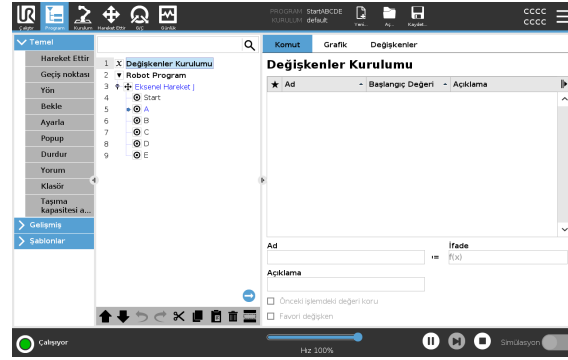 PROGRAM StartABCDE
KURULUM default
Çalıştır
Program
Kurulum
Hareket Ettir
G/Ç
Günlük
Yeni...
Aç...
Kaydet...
CCCC
CCCC
Temel
Hareket Ettir
Geçiş noktası
Yön
Bekle
Ayarla
Popup
Durdur
Yorum
Klasör
Taşıma
kapasitesi a...
Gelişmiş
Şablonlar
1 X Değişkenler Kurulumu
2 Robot Program
3 Eksenel Hareket J
4 Start
5 A
6 B
7 C
8 D
9 E
Komut Grafik Değişkenler
Değişkenler Kurulumu
Ad Başlangıç Değeri Açıklama
Ad
İfade
:=
f(x)
Açıklama
Önceki işlemdeki değeri koru
Favori değişken
Çalışıyor
Hız 100%
Simülasyon